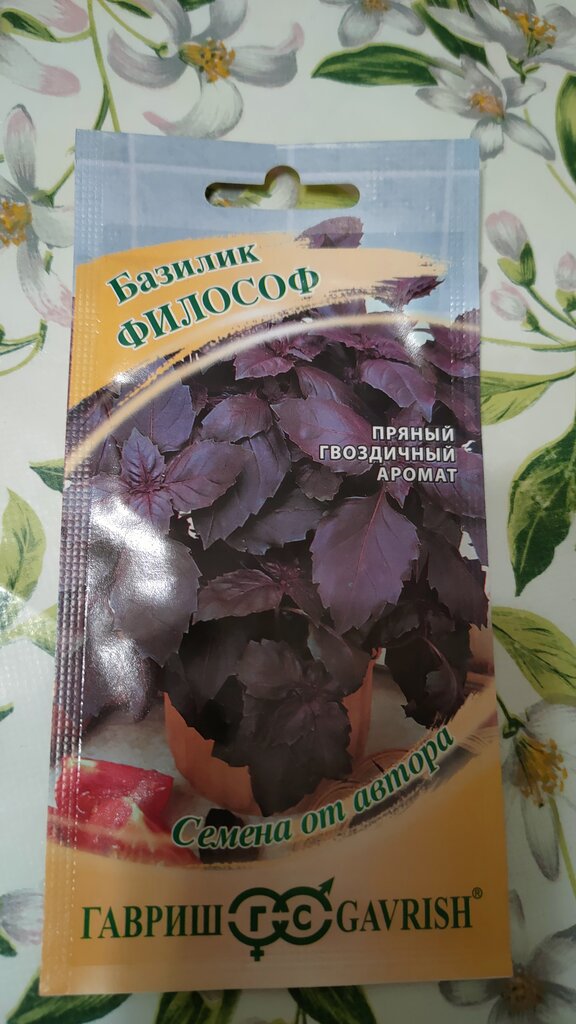 Базилик
ФИЛОСОФ
ПРЯНЫЙ
ГВОЗДИЧНЫЙ
АРОМАТ
Семена от автора
ГАВРИШ ГС GAVRISH®